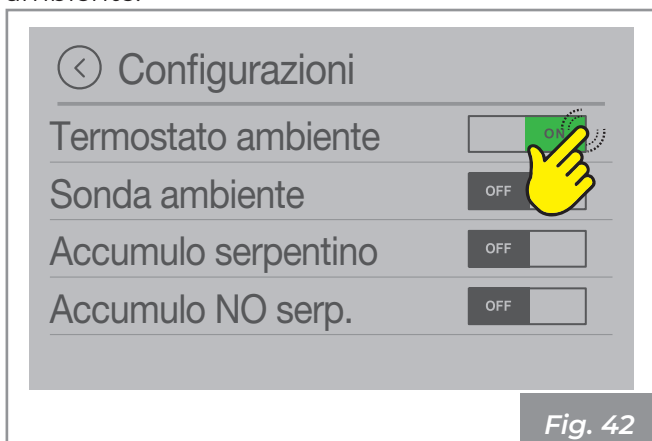 Configurazioni
Termostato ambiente ON
Sonda ambiente OFF
Accumulo serpentino OFF
Accumulo NO serp. OFF
Fig. 42